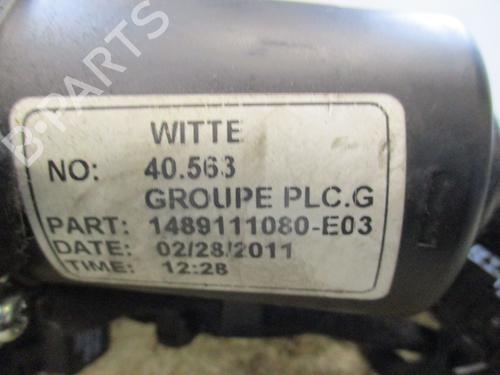 B-PARTS
WITTE
NO: 40.563
GROUPE PLC.G
PART: 1489111080-E03
DATE: 02/28/2011
TIME: 12:28